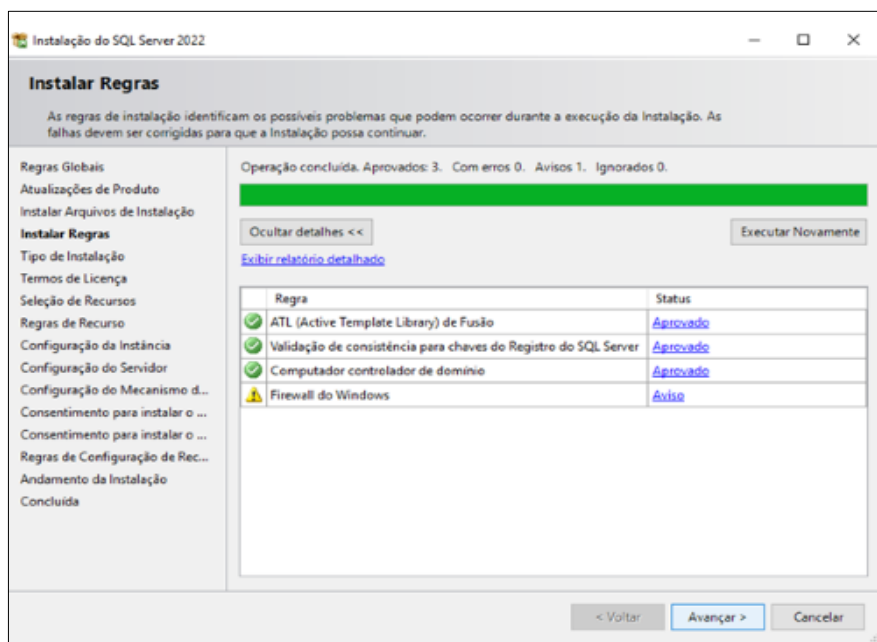 Instalação do SQL Server 2022
Instalar Regras
As regras de instalação identificam os possíveis problemas que podem ocorrer durante a execução da Instalação. As
falhas devem ser corrigidas para que a Instalação possa continuar.
Regras Globais
Atualizações de Produto
Instalar Arquivos de Instalação
Instalar Regras
Tipo de Instalação
Termos de Licença
Seleção de Recursos
Regras de Recurso
Configuração da Instância
Configuração do Servidor
Configuração do Mecanismo d...
Consentimento para instalar o ...
Consentimento para instalar o ...
Regras de Configuração de Rec...
Andamento da Instalação
Concluída
Operação concluída. Aprovados: 3. Com erros 0. Avisos 1. Ignorados 0.
Ocultar detalhes <<
Executar Novamente
Exibir relatório detalhado
Regra Status
ATL (Active Template Library) de Fusão Aprovado
Validação de consistência para chaves do Registro do SQL Server Aprovado
Computador controlador de domínio Aprovado
Firewall do Windows Aviso
< Voltar Avançar > Cancelar